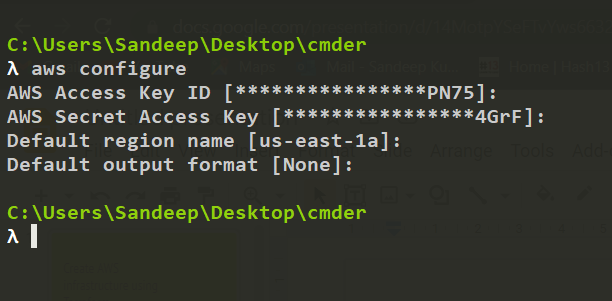 C:\Users\Sandeep\Desktop\cmder
λ aws configure
AWS Access Key ID [****************PN75]:
AWS Secret Access Key [****************4GrF]:
Default region name [us-east-1a]:
Default output format [None]:
C:\Users\Sandeep\Desktop\cmder
λ